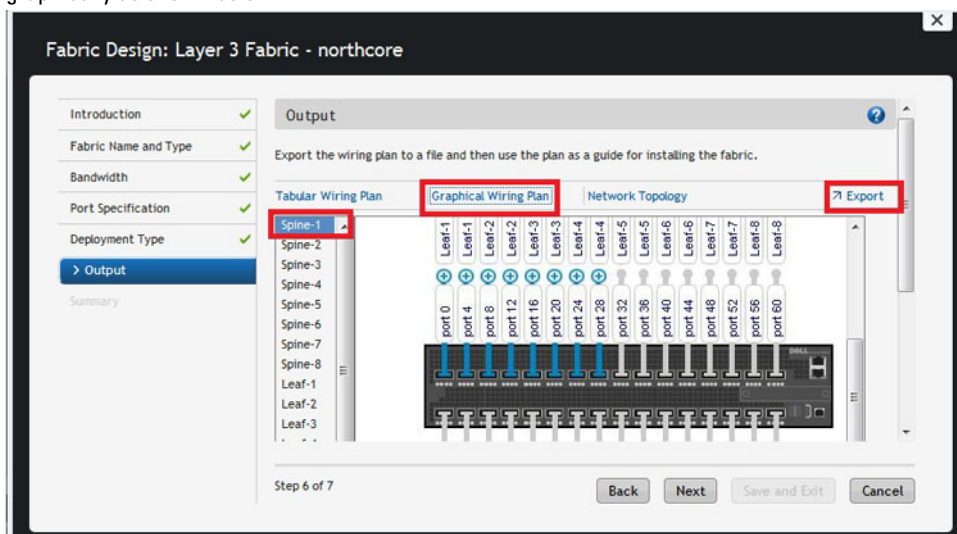 Fabric Design: Layer 3 Fabric - northcore
Introduction
Fabric Name and Type
Bandwidth
Port Specification
Deployment Type
> Output
Summary
Output
Export the wiring plan to a file and then use the plan as a guide for installing the fabric.
Tabular Wiring Plan
Graphical Wiring Plan
Network Topology
Export
Spine-1
Spine-2
Spine-3
Spine-4
Spine-5
Spine-6
Spine-7
Spine-8
Leaf-1
Leaf-2
Leaf-3
Leaf-1 Leaf-1 Leaf-2 Leaf-2 Leaf-3 Leaf-3 Leaf-4 Leaf-4 Leaf-5 Leaf-5 Leaf-6 Leaf-6 Leaf-7 Leaf-7 Leaf-8 Leaf-8
port 0 port 4 port 8 port 12 port 16 port 20 port 24 port 28 port 32 port 36 port 40 port 44 port 48 port 52 port 56 port 60
DELL
Step 6 of 7
Back
Next
Save and Exit
Cancel